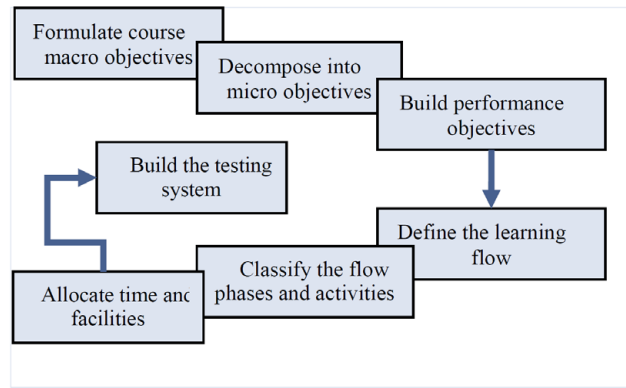 Formulate course
macro objectives
Decompose into
micro objectives
Build performance
objectives
Build the testing
system
Define the learning
flow
Classify the flow
phases and activities
Allocate time and
facilities